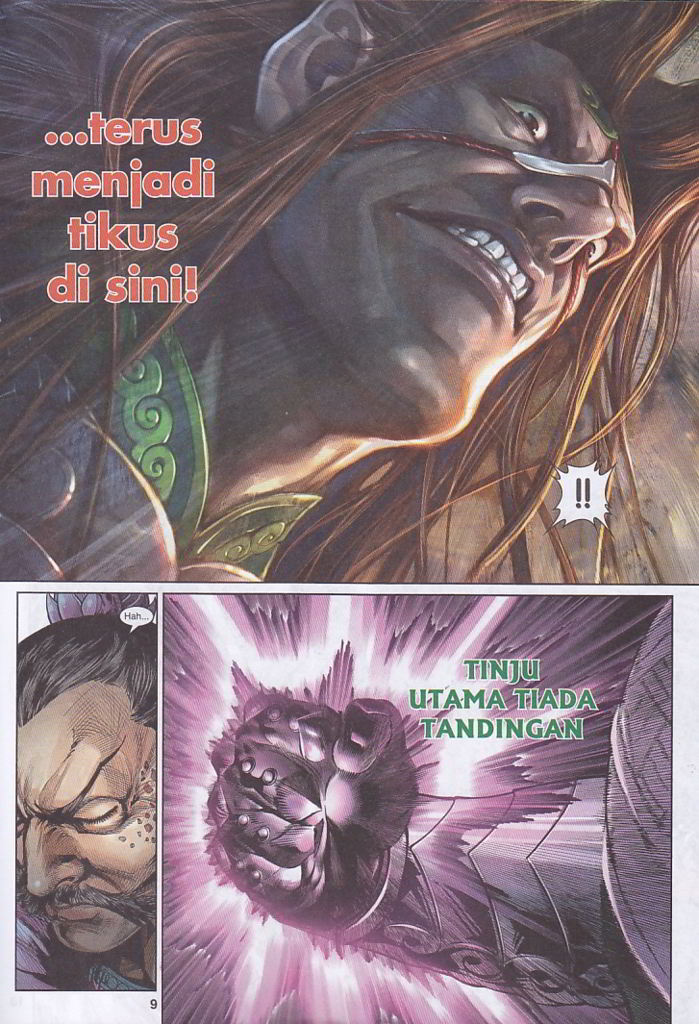 ...terus
menjadi
tikus
di sini!
!!
Hah...
TINJU
UTAMA TIADA
TANDINGAN
9